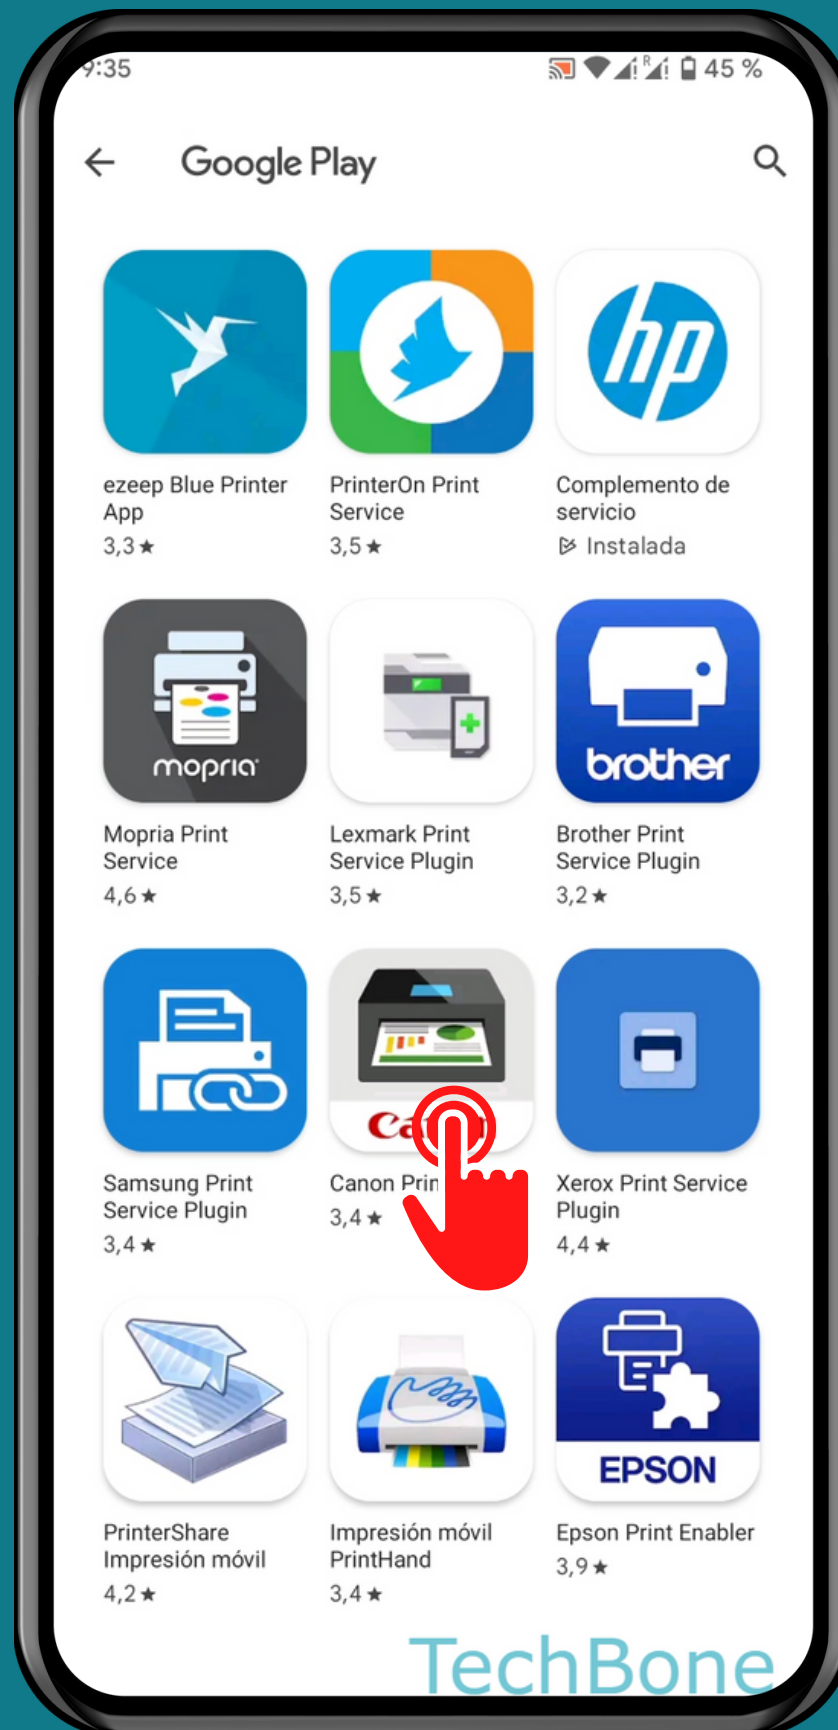 9:35
R
45 %
Google Play
hp
ezeep Blue Printer
App
3,3 ★
PrinterOn Print
Service
3,5 ★
Complemento de
servicio
Instalada
mopria
brother
Mopria Print
Service
4,6 ★
Lexmark Print
Service Plugin
3,5 ★
Brother Print
Service Plugin
3,2 ★
Samsung Print
Service Plugin
3,4 ★
Canon Prin
3,4 ★
Xerox Print Service
Plugin
4,4 ★
EPSON
PrinterShare
Impresión móvil
4,2 ★
Impresión móvil
PrintHand
3,4 ★
Epson Print Enabler
3,9 ★
TechBone